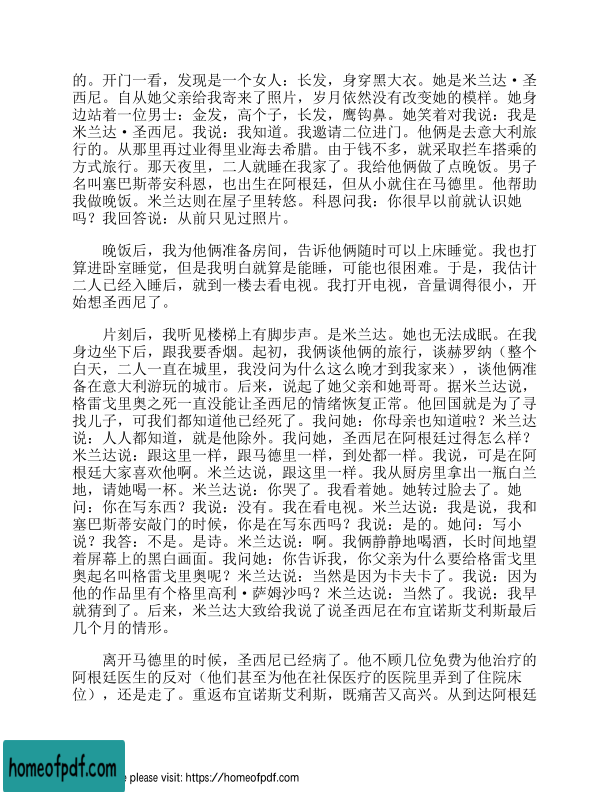 的。开门一看，发现是一个女人：长发，身穿黑大衣。她是米兰达·圣
西尼。自从她父亲给我寄来了照片，岁月依然没有改变她的模样。她身
边站着一位男士：金发，高个子，长发，鹰钩鼻。她笑着对我说：我是
米兰达·圣西尼。我说：我知道。我邀请二位进门。他俩是去意大利旅
行的。从那里再过业得里业海去希腊。由于钱不多，就采取拦车搭乘的
方式旅行。那天夜里，二人就睡在我家了。我给他俩做了点晚饭。男子
名叫塞巴斯蒂安科恩，也出生在阿根廷，但从小就住在马德里。他帮助
我做晚饭。米兰达则在屋子里转悠。科恩问我：你很早以前就认识她
吗？我回答说：从前只见过照片。
晚饭后，我为他俩准备房间，告诉他俩随时可以上床睡觉。我也打
算进卧室睡觉，但是我明白就算是能睡，可能也很困难。于是，我估计
二人已经入睡后，就到一楼去看电视。我打开电视，音量调得很小，开
始想圣西尼了。
片刻后，我听见楼梯上有脚步声。是米兰达。她也无法成眠。在我
身边坐下后，跟我要香烟。起初，我俩谈他俩的旅行，谈赫罗纳（整个
白天，二人一直在城里，我没问为什么这么晚才到我家来），谈他俩准
备在意大利游玩的城市。后来，说起了她父亲和她哥哥。据米兰达说，
格雷戈里奥之死一直没能让圣西尼的情绪恢复正常。他回国就是为了寻
找儿子，可我们都知道他已经死了。我问她：你母亲也知道啦？米兰达
说：人人都知道，就是他除外。我问她，圣西尼在阿根廷过得怎么样？
米兰达说：跟这里一样，跟马德里一样，到处都一样。我说，可是在阿
根廷大家喜欢他啊。米兰达说，跟这里一样。我从厨房里拿出一瓶白兰
地，请她喝一杯。米兰达说：你哭了。我看着她。她转过脸去了。她
问：你在写东西？我说：没有。我在看电视。米兰达说：我是说，我和
塞巴斯蒂安敲门的时候，你是在写东西吗？我说：是的。她问：写小
说？我答：不是。是诗。米兰达说：啊。我俩静静地喝酒，长时间地望
着屏幕上的黑白画面。我问她：你告诉我，你父亲为什么要给格雷戈里
奥起名叫格雷戈里奥呢？米兰达说：当然是因为卡夫卡了。我说：因为
他的作品里有个格里高利·萨姆沙吗？米兰达说：当然了。我说：我早
就猜到了。后来，米兰达大致给我说了说圣西尼在布宜诺斯艾利斯最后
几个月的情形。
离开马德里的时候，圣西尼已经病了。他不顾几位免费为他治疗的
阿根廷医生的反对（他们甚至为他在社保医疗的医院里弄到了住院床
位），还是走了。重返布宜诺斯艾利斯，既痛苦又高兴。从到达阿根廷
homeofpdf.com
please visit: https://homeofpdf.com